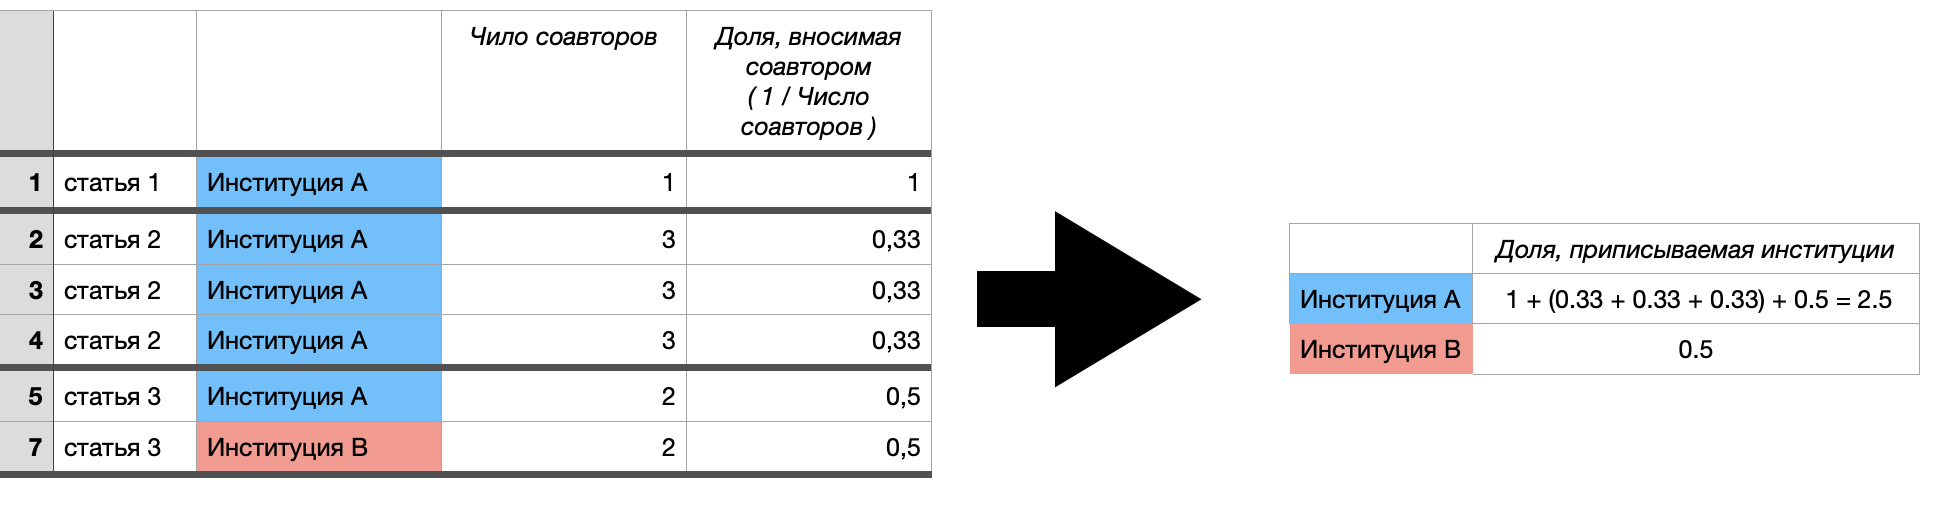 Чило соавторов
Доля, вносимая
соавтором
( 1 / Число
соавторов )
1 статья 1 Институция А 1 1
2 статья 2 Институция А 3 0,33
3 статья 2 Институция А 3 0,33
4 статья 2 Институция А 3 0,33
5 статья 3 Институция А 2 0,5
7 статья 3 Институция B 2 0,5
Доля, приписываемая институции
Институция А 1 + (0.33 + 0.33 + 0.33) + 0.5 = 2.5
Институция B 0.5